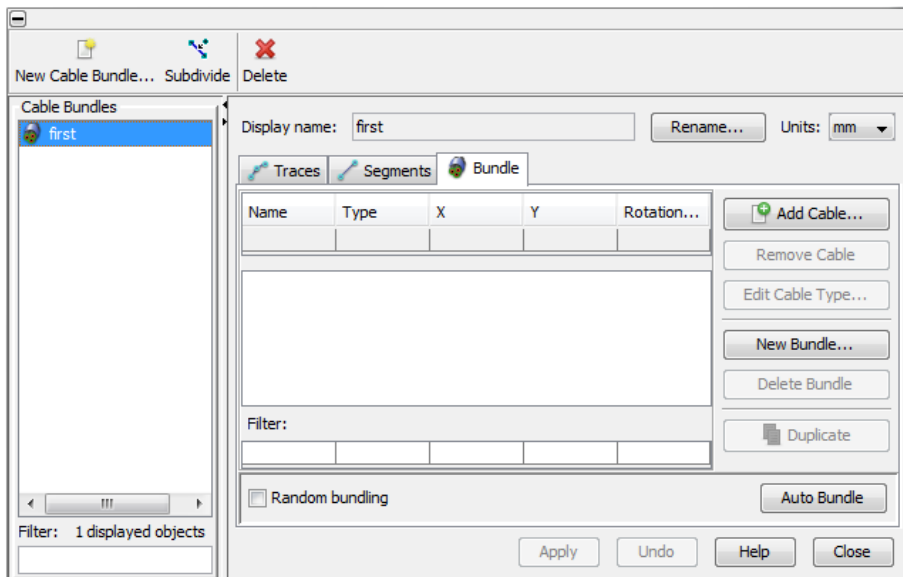 New Cable Bundle... Subdivide Delete
Cable Bundles
first
Display name: first Rename... Units: mm
Traces Segments Bundle
Name Type X Y Rotation...
Add Cable...
Remove Cable
Edit Cable Type...
New Bundle...
Delete Bundle
Filter:
Duplicate
Random bundling Auto Bundle
Filter: 1 displayed objects
Apply Undo Help Close